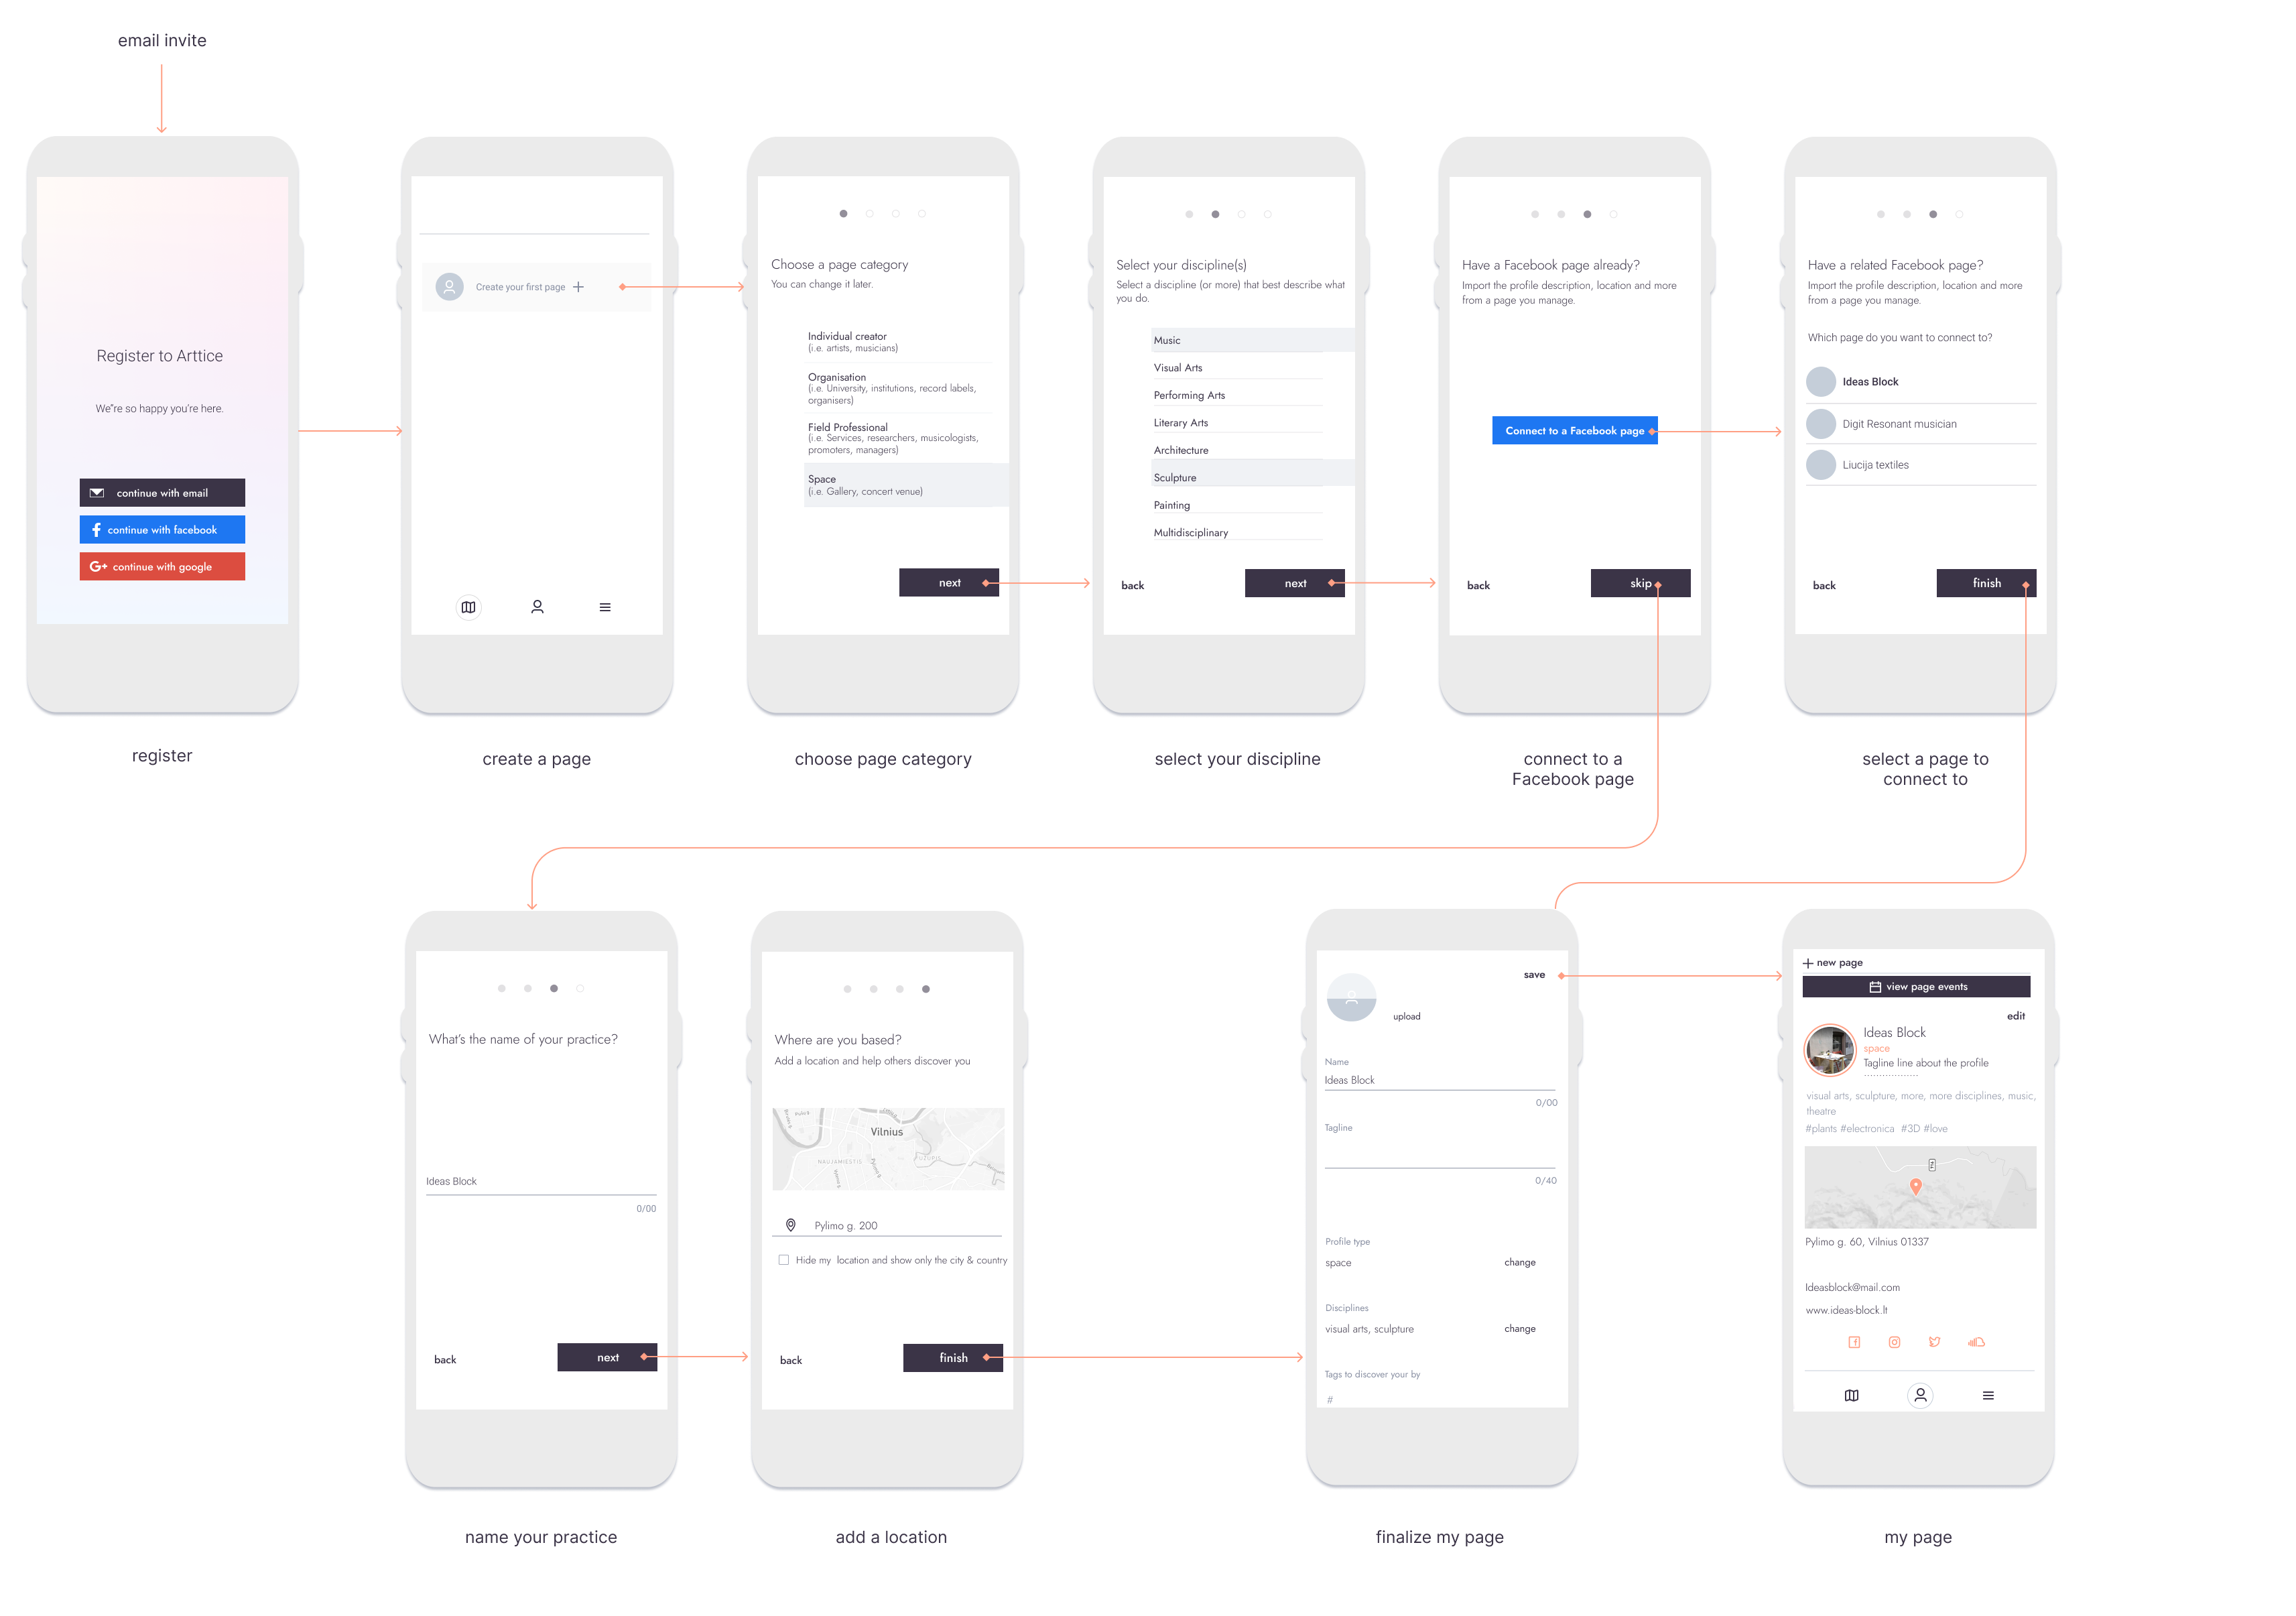 email invite
Register to Arttice
We"re so happy you're here.
continue with email
continue with facebook
G+ continue with google
register
Create your first page
create a page
Choose a page category
You can change it later.
Individual creator
(i.e. artists, musicians)
Organisation
(i.e. University, institutions, record labels,
organisers)
Field Professional
(i.e. Services, researchers, musicologists,
promoters, managers)
Space
(i.e. Gallery, concert venue)
next
choose page category
Select your discipline(s)
Select a discipline (or more) that best describe what
you do.
Music
Visual Arts
Performing Arts
Literary Arts
Architecture
Sculpture
Painting
Multidisciplinary
back
next
select your discipline
Have a Facebook page already?
Import the profile description, location and more
from a page you manage.
Connect to a Facebook page
back
skip
connect to a
Facebook page
Have a related Facebook page?
Import the profile description, location and more
from a page you manage.
Which page do you want to connect to?
Ideas Block
Digit Resonant musician
Liucija textiles
back
finish
select a page to
connect to
What's the name of your practice?
Ideas Block
0/00
back
next
name your practice
Where are you based?
Add a location and help others discover you
Vilnius
NAUJAMIESTIS
Pylimo g. 200
Hide my location and show only the city & country
back
finish
add a location
save
upload
Name
Ideas Block
0/00
Tagline
0/40
Profile type
space
change
Disciplines
visual arts, sculpture
change
Tags to discover your by
#
finalize my page
new page
view page events
edit
Ideas Block
space
Tagline line about the profile
visual arts, sculpture, more, more disciplines, music,
theatre
#plants #electronica #3D #love
Pylimo g. 60, Vilnius 01337
Ideasblock@mail.com
www.ideas-block.lt
my page